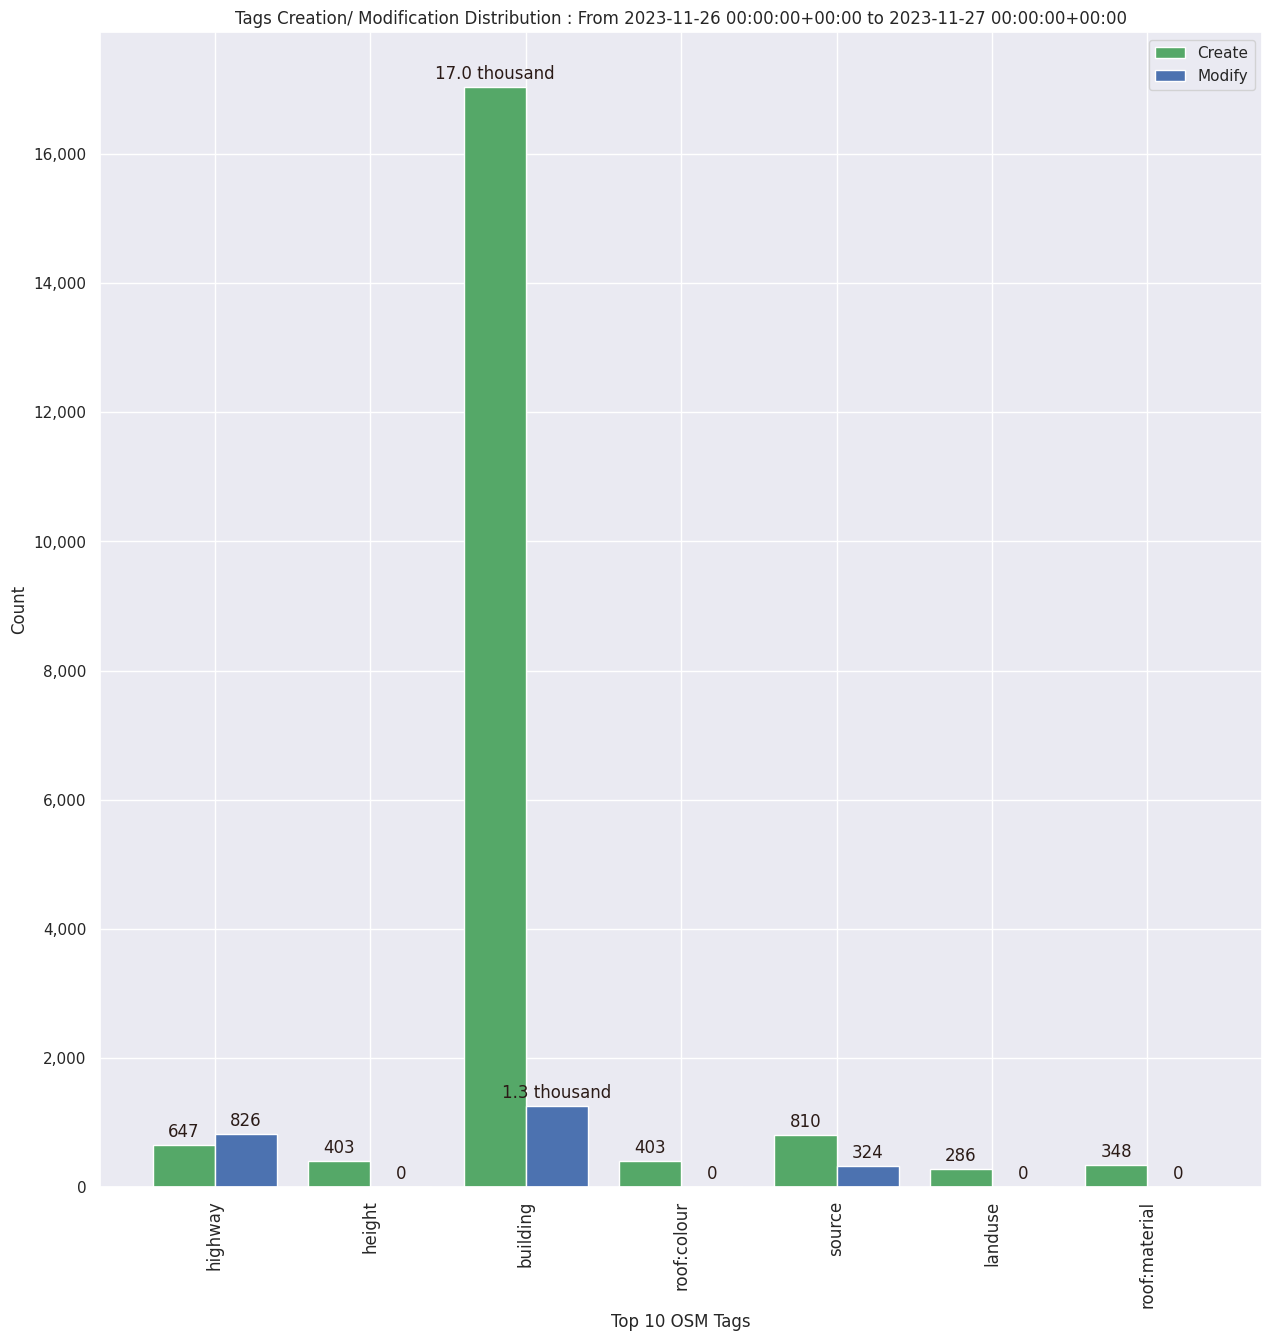 Tags Creation/ Modification Distribution : From 2023-11-26 00:00:00+00:00 to 2023-11-27 00:00:00+00:00
Create
Modify
17.0 thousand
16,000
14,000
12,000
10,000
8,000
6,000
4,000
2,000
0
Count
647
826
403
0
1.3 thousand
403
0
810
324
286
0
348
0
highway
height
building
roof:colour
source
landuse
roof:material
Top 10 OSM Tags